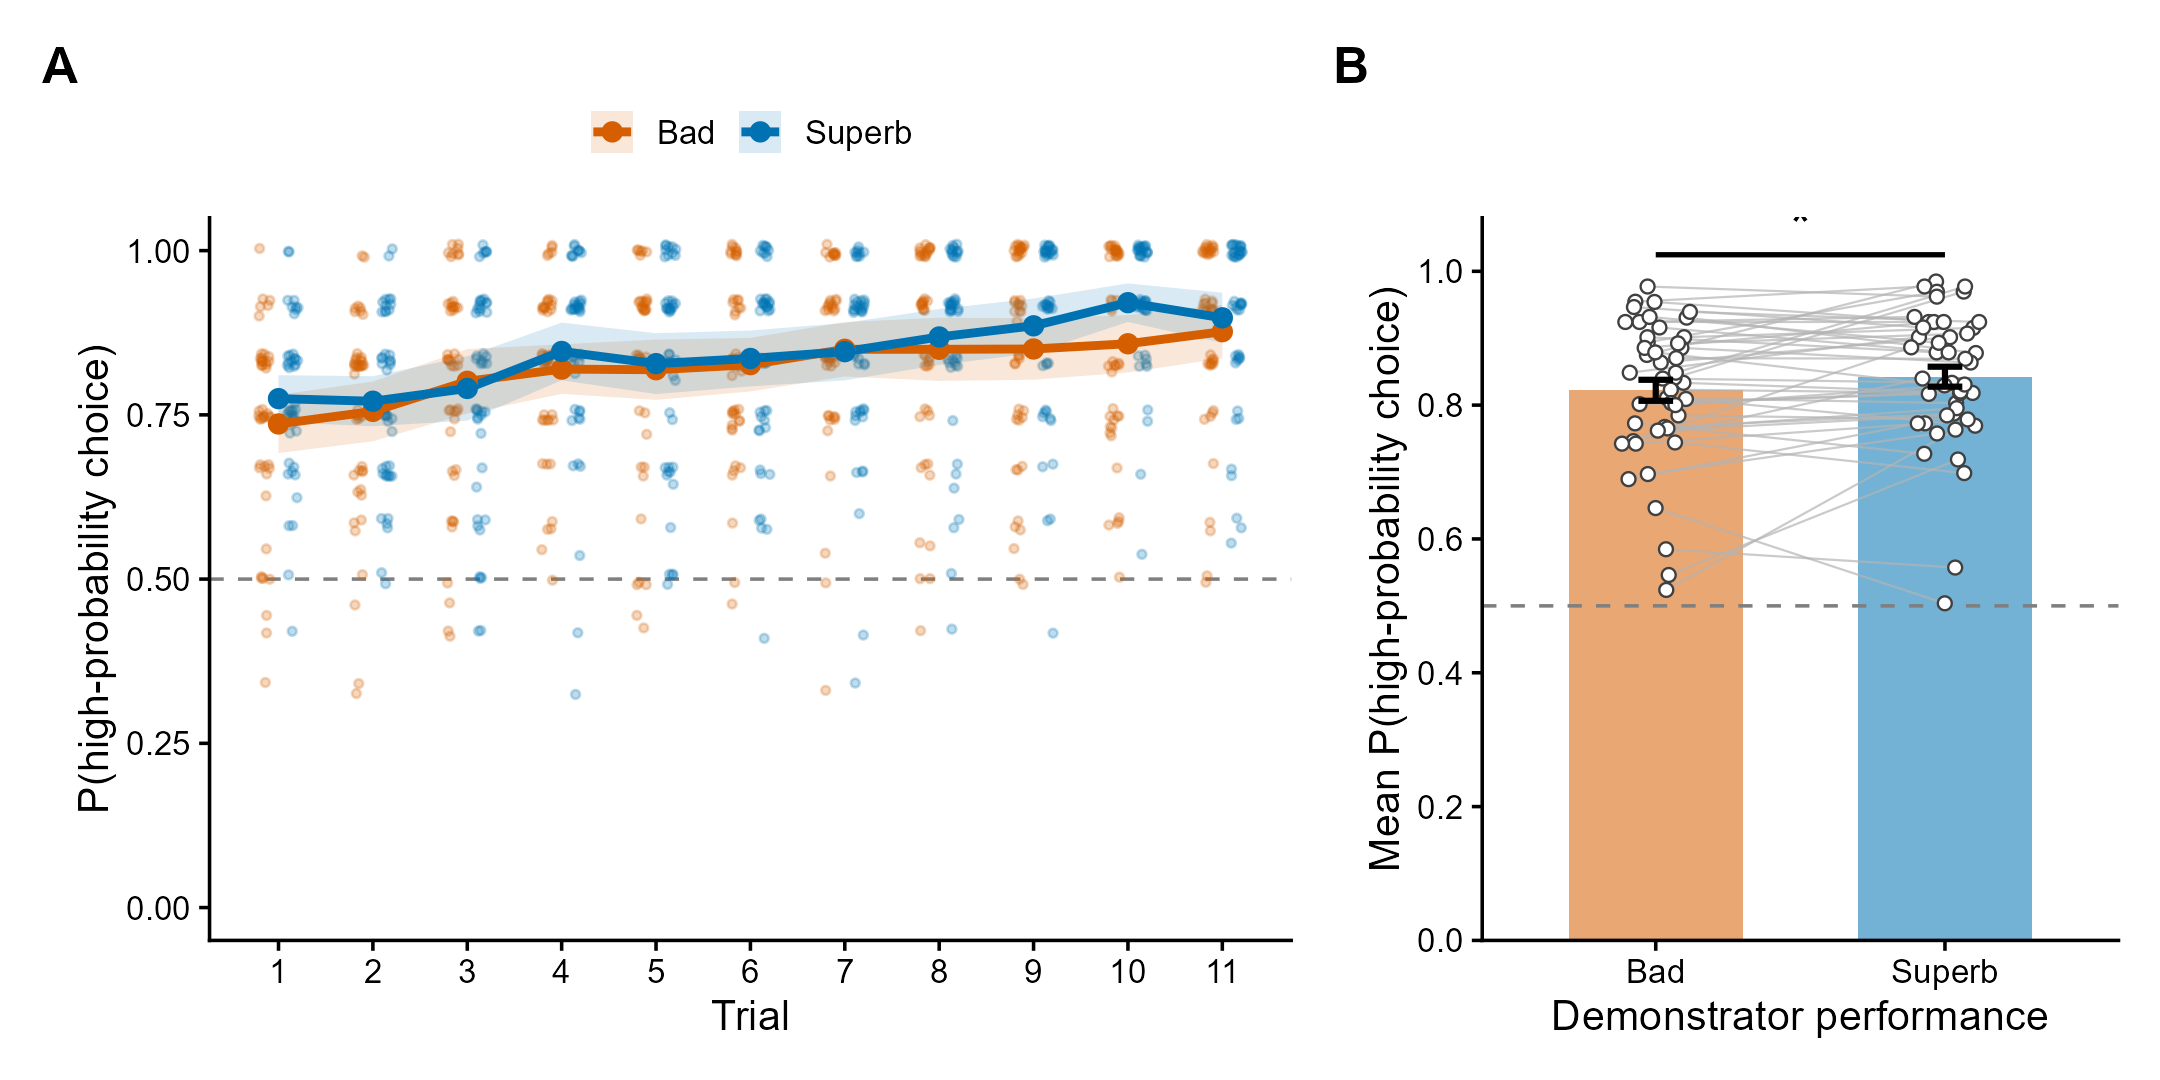 A
B
Bad Superb
P(high-probability choice)
1.00
0.75
0.50
0.25
0.00
1 2 3 4 5 6 7 8 9 10 11
Trial
*
Mean P(high-probability choice)
1.0
0.8
0.6
0.4
0.2
0.0
Bad Superb
Demonstrator performance